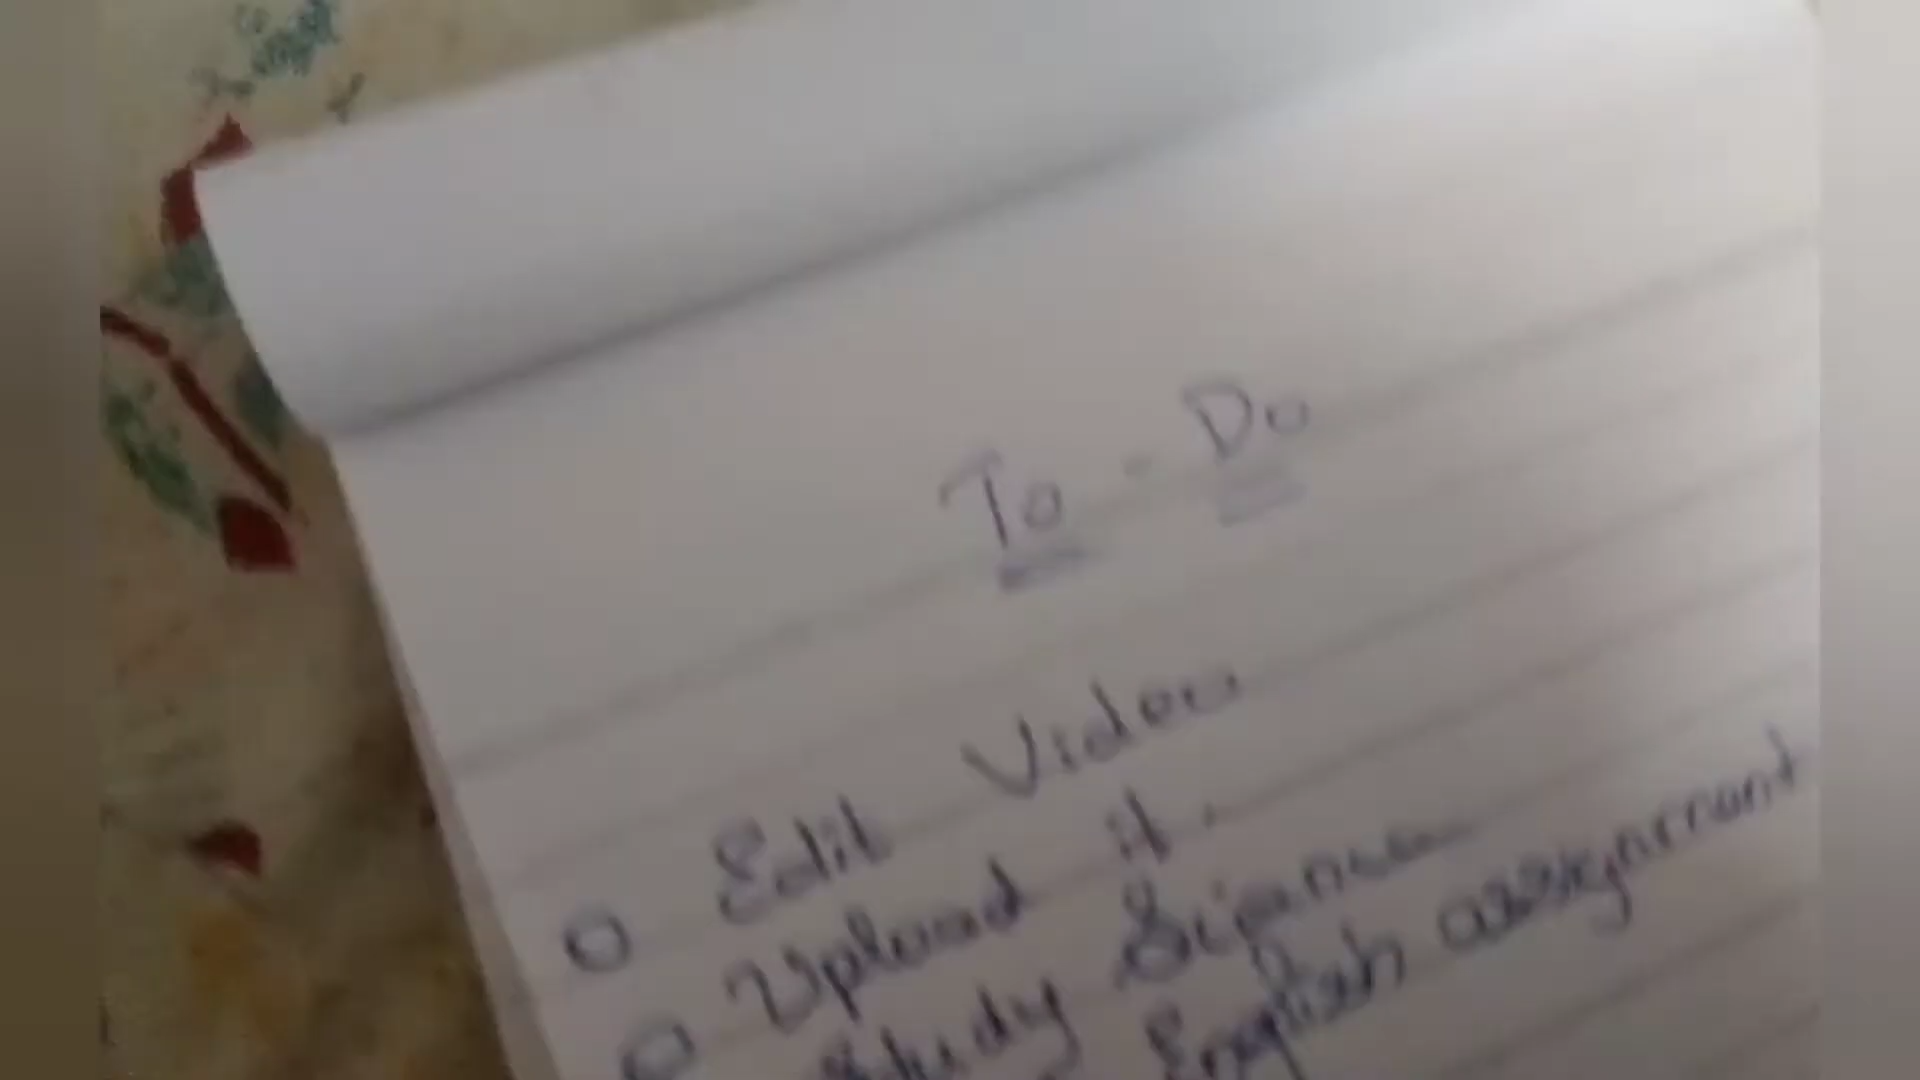 To - Do
Edit Video
Upload it.
Study Science
English assignment